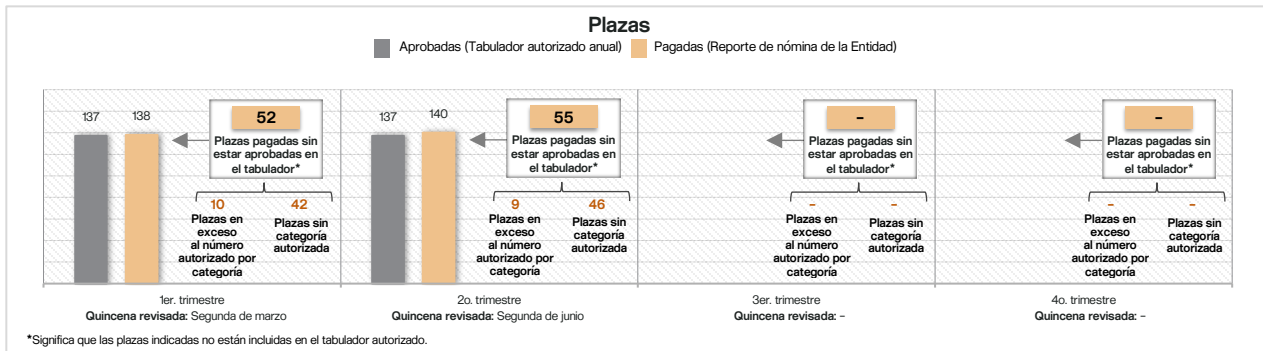 Plazas
Aprobadas (Tabulador autorizado anual)
Pagadas (Reporte de nómina de la Entidad)
137
138
52
Plazas pagadas sin
estar aprobadas en
el tabulador*
10
42
Plazas en
exceso
al número
autorizado por
categoría
Plazas sin
categoría
autorizada
1er. trimestre
Quincena revisada: Segunda de marzo
137
140
55
Plazas pagadas sin
estar aprobadas en
el tabulador*
9
46
Plazas en
exceso
al número
autorizado por
categoría
Plazas sin
categoría
autorizada
2o. trimestre
Quincena revisada: Segunda de junio
–
Plazas pagadas sin
estar aprobadas en
el tabulador*
–
–
Plazas en
exceso
al número
autorizado por
categoría
Plazas sin
categoría
autorizada
3er. trimestre
Quincena revisada: –
–
Plazas pagadas sin
estar aprobadas en
el tabulador*
–
–
Plazas en
exceso
al número
autorizado por
categoría
Plazas sin
categoría
autorizada
4o. trimestre
Quincena revisada: –
*Significa que las plazas indicadas no están incluidas en el tabulador autorizado.